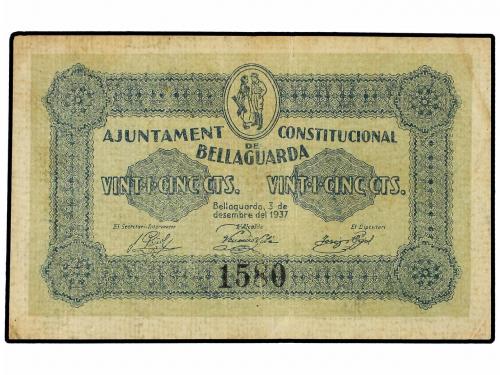 AJUNTAMENT CONSTITUCIONAL
DE
BELLAGUARDA
VINT-I-CINC CTS. VINT-I-CINC CTS.
Bellaguarda, 3 de
desembre del 1937
El Secretari-Interventor L'Alcalde El Dipositari
1580